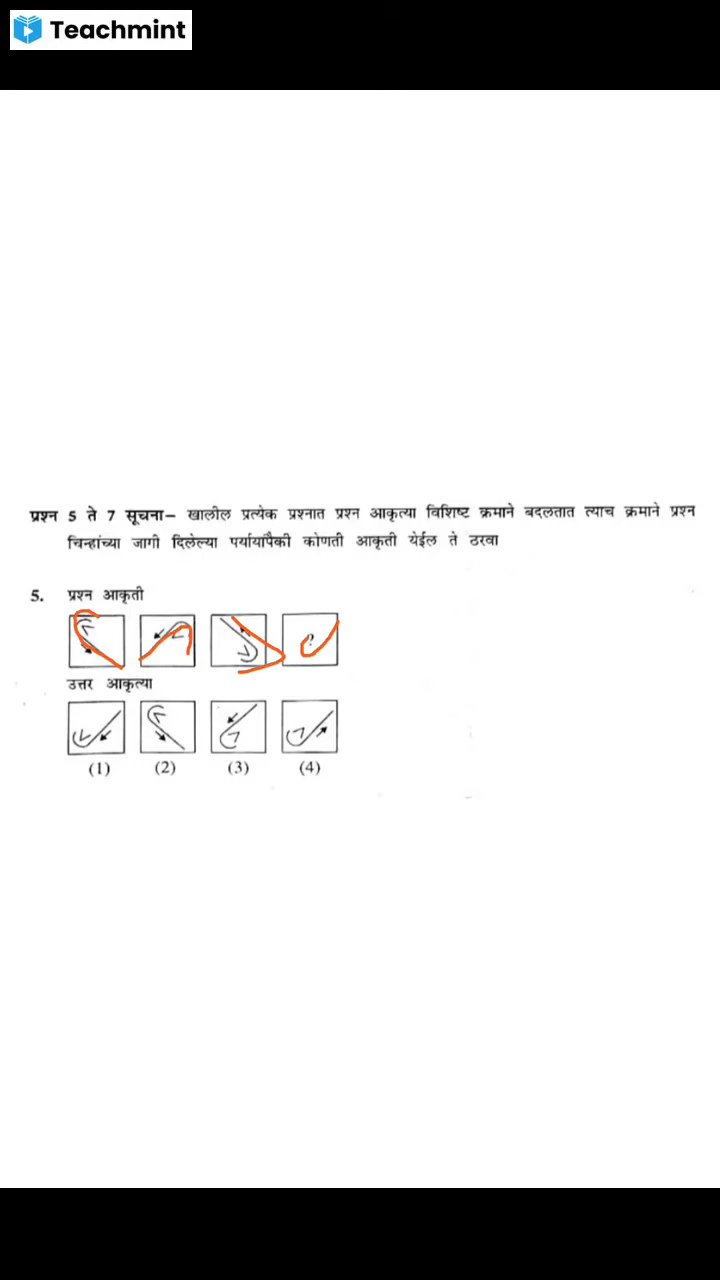 Teachmint
प्रश्न 5 ते 7 सूचना— खालील प्रत्येक प्रश्नात प्रश्न आकृत्या विशिष्ट क्रमाने बदलतात त्याच क्रमाने प्रश्न
चिन्हांच्या जागी दिलेल्या पर्यायांपैकी कोणती आकृती येईल ते ठरवा
5. प्रश्न आकृती
?
उत्तर आकृत्या
(1) (2) (3) (4)